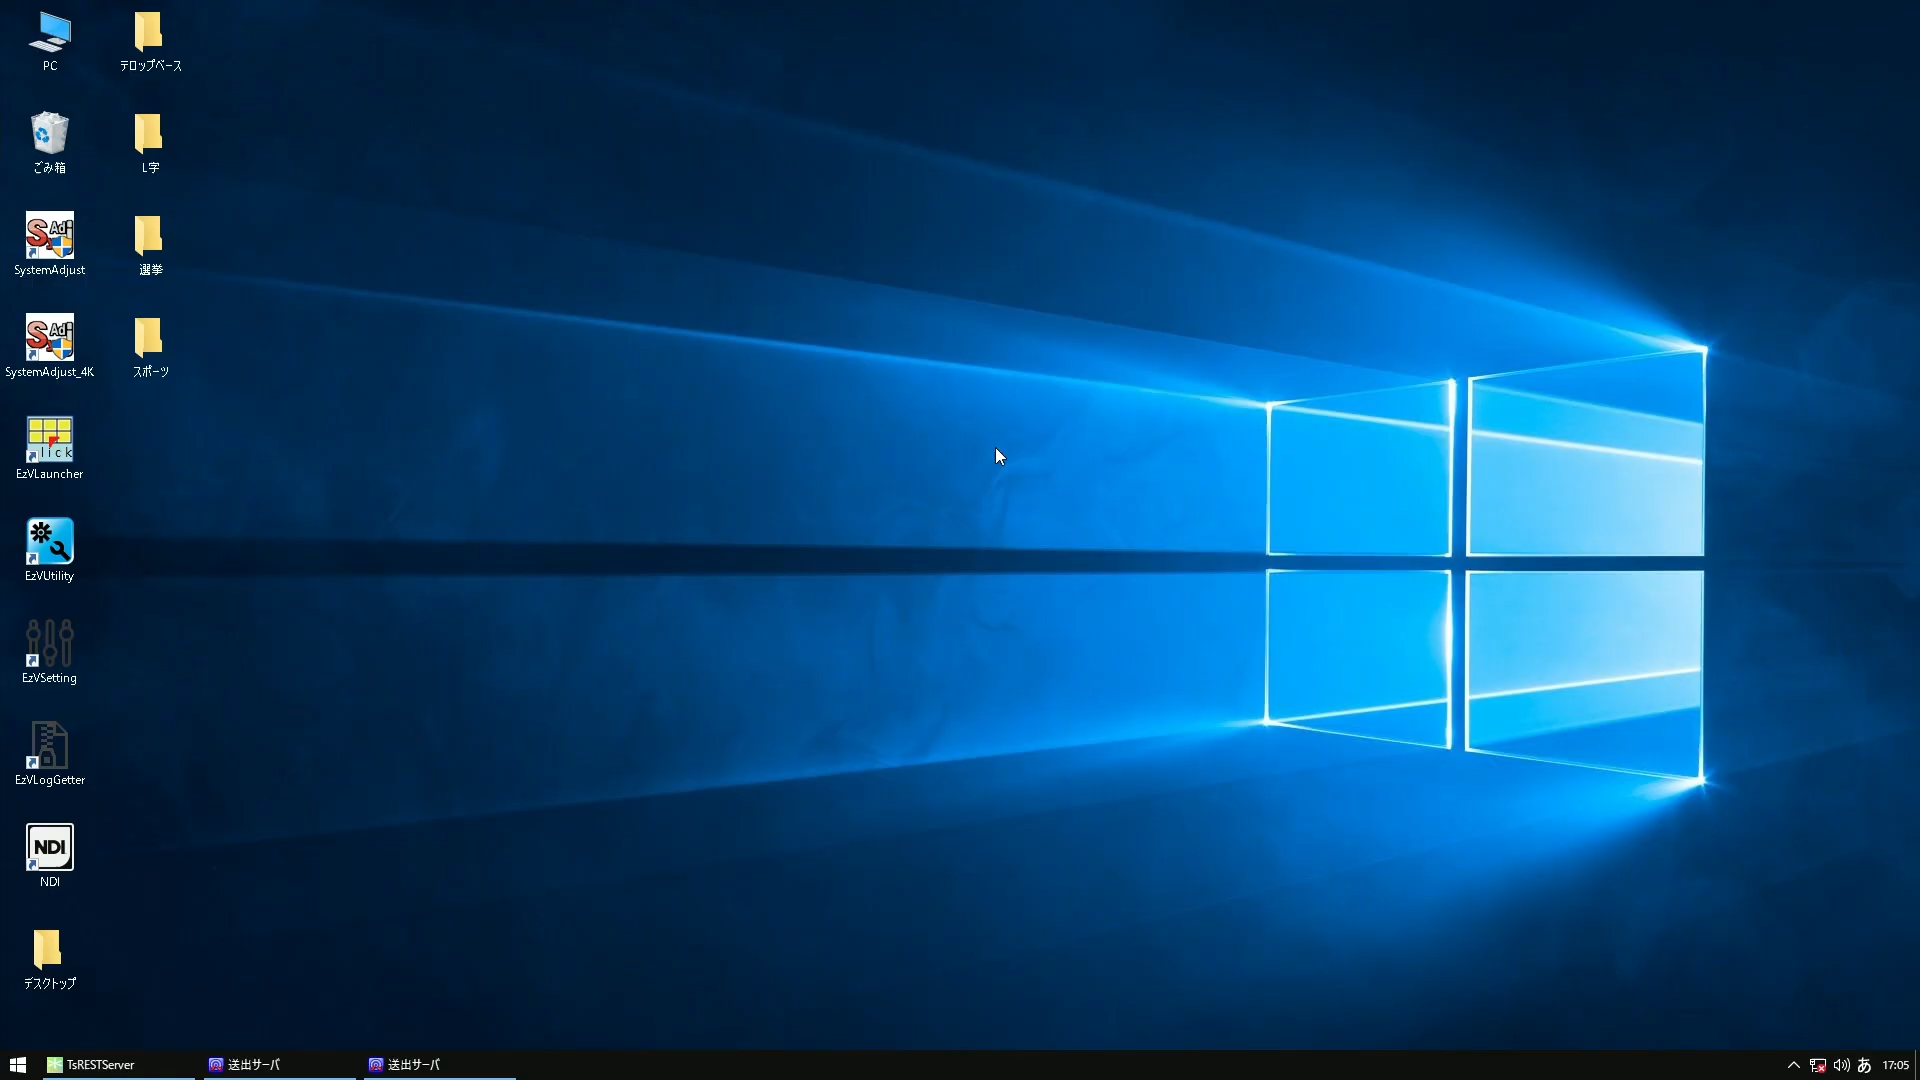 PC
テロップベース
ごみ箱
L字
SystemAdjust
選挙
SystemAdjust_4K
スポーツ
lick
EzVLauncher
EzVUtility
EzVSetting
EzVLogGetter
NDI
NDI
デスクトップ
TsRESTServer
送出サーバ
送出サーバ
あ
17:05